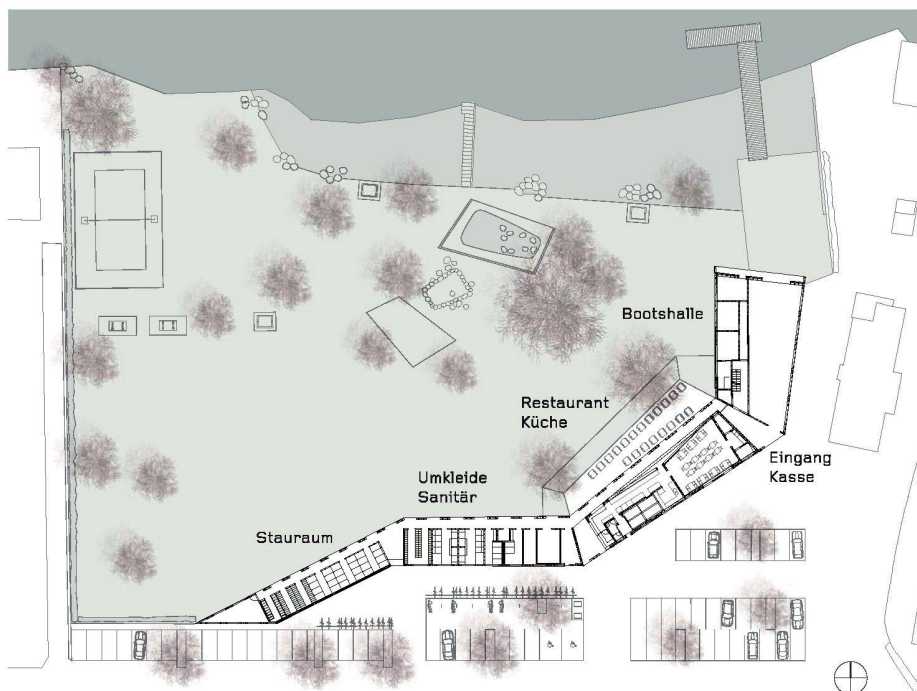 Bootshalle
Restaurant
Küche
Eingang
Kasse
Umkleide
Sanitär
Stauraum